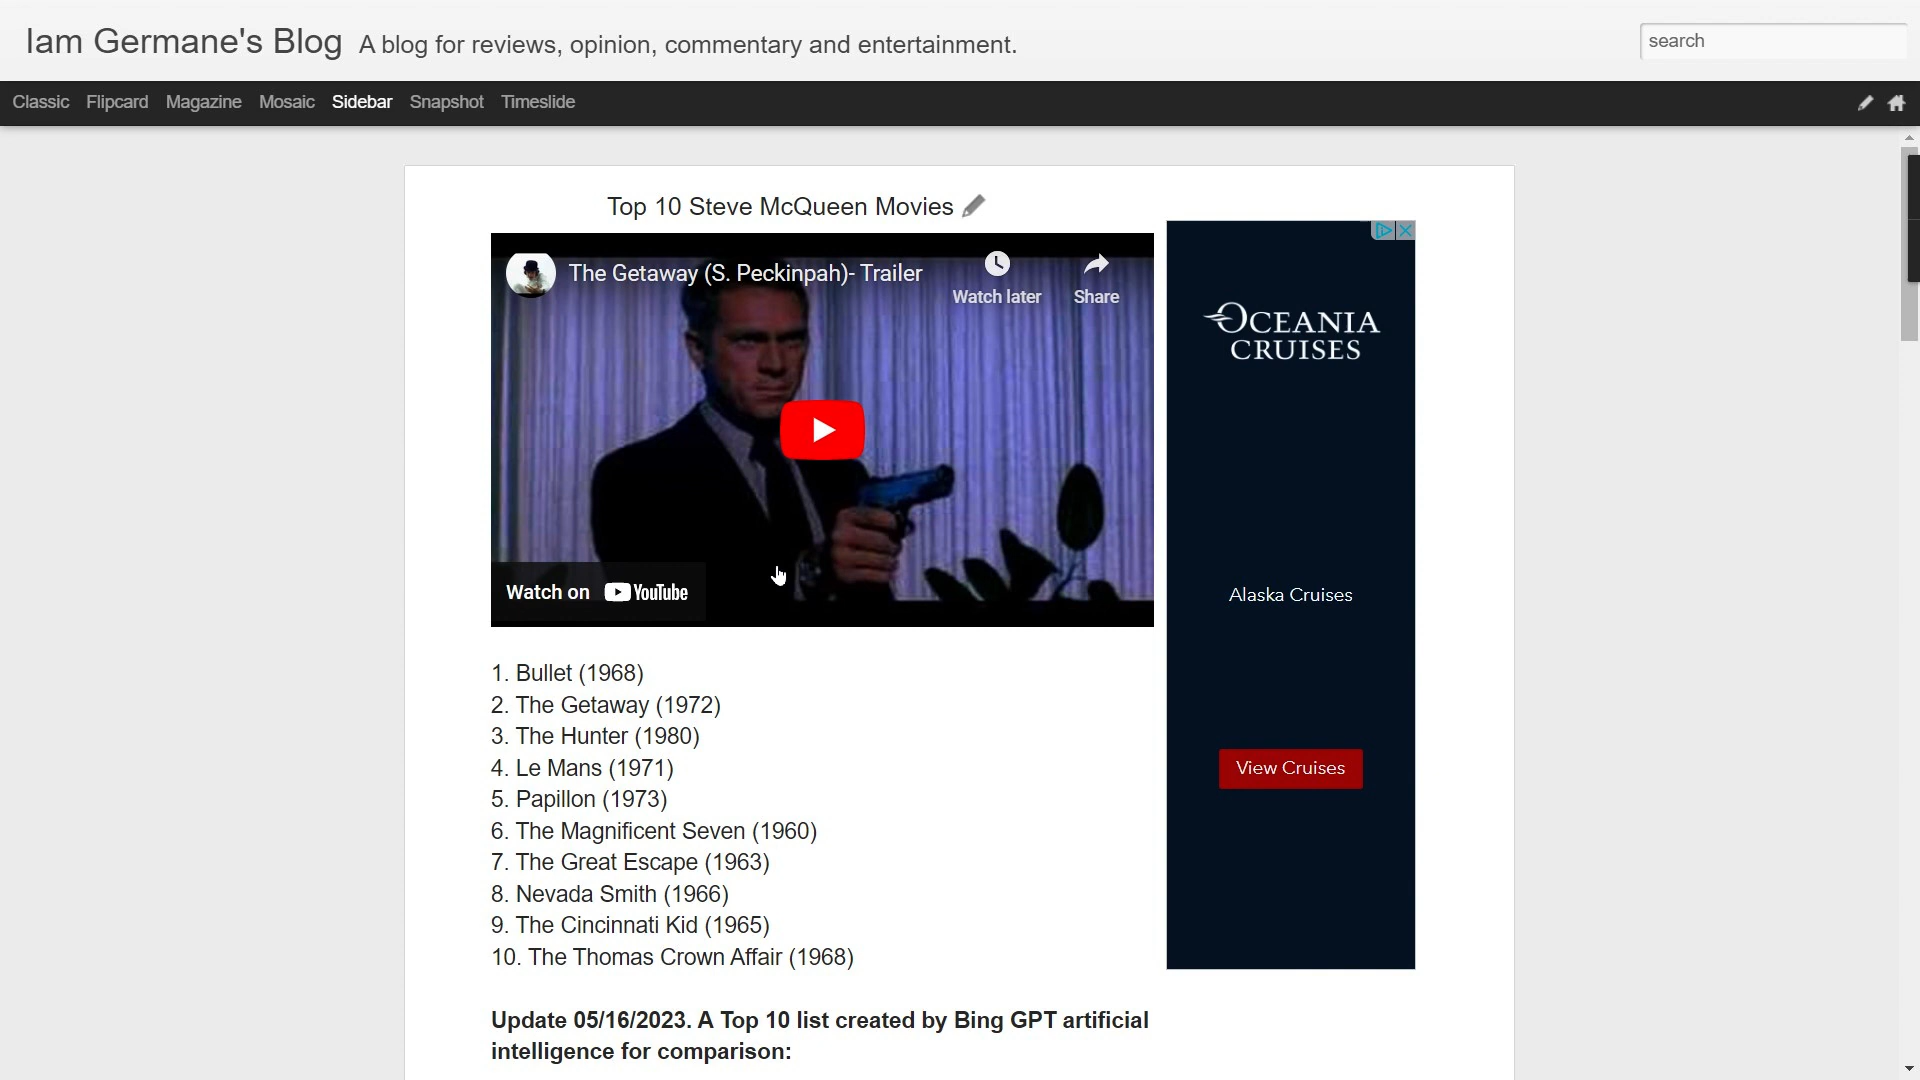 Iam Germane's Blog A blog for reviews, opinion, commentary and entertainment.
search
Classic Flipcard Magazine Mosaic Sidebar Snapshot Timeslide
Top 10 Steve McQueen Movies
The Getaway (S. Peckinpah)- Trailer
Watch later
Share
Watch on YouTube
OCEANIA
CRUISES
Alaska Cruises
View Cruises
1. Bullet (1968)
2. The Getaway (1972)
3. The Hunter (1980)
4. Le Mans (1971)
5. Papillon (1973)
6. The Magnificent Seven (1960)
7. The Great Escape (1963)
8. Nevada Smith (1966)
9. The Cincinnati Kid (1965)
10. The Thomas Crown Affair (1968)
Update 05/16/2023. A Top 10 list created by Bing GPT artificial
intelligence for comparison: